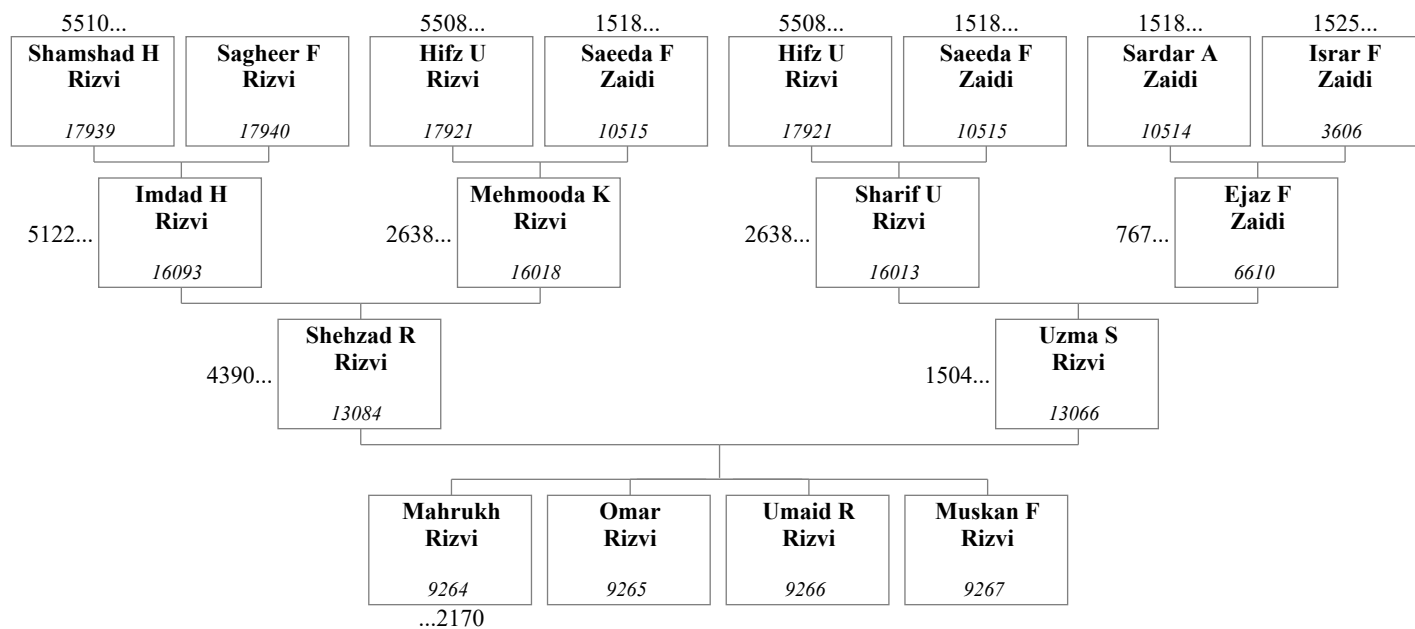 5510... 5508... 1518... 5508... 1518... 1518... 1525...
Shamshad H Sagheer F Hifz U Saeeda F Hifz U Saeeda F Sardar A Israr F
Rizvi Rizvi Rizvi Zaidi Rizvi Zaidi Zaidi Zaidi
17939 17940 17921 10515 17921 10515 10514 3606
Imdad H Mehmooda K Sharif U Ejaz F
Rizvi Rizvi Rizvi Zaidi
5122... 2638... 2638... 767...
16093 16018 16013 6610
Shehzad R Uzma S
Rizvi Rizvi
4390... 1504...
13084 13066
Mahrukh Omar Umaid R Muskan F
Rizvi Rizvi Rizvi Rizvi
9264 9265 9266 9267
...2170